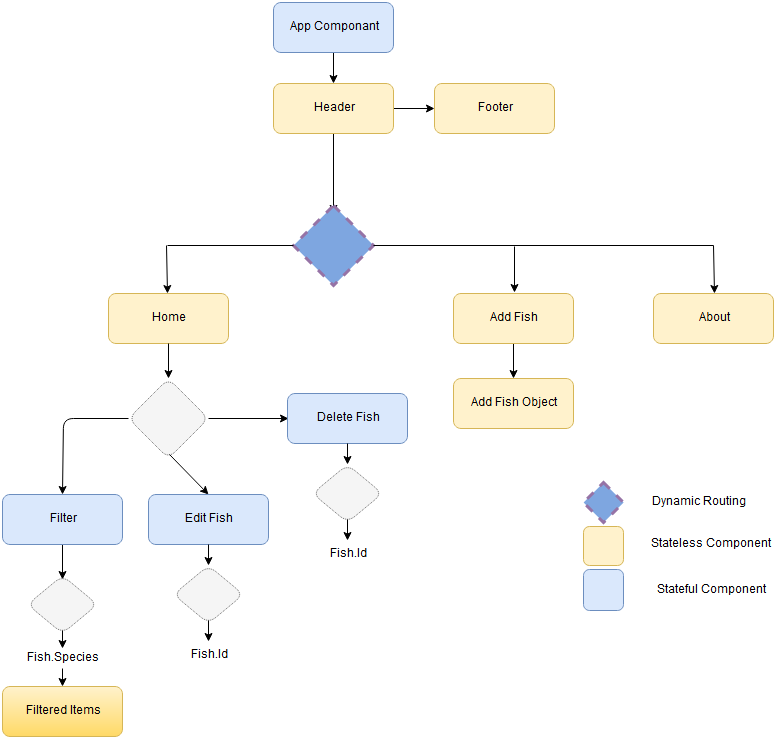 App Componant
Header
Footer
Home
Add Fish
About
Delete Fish
Add Fish Object
Filter
Edit Fish
Dynamic Routing
Stateless Component
Fish.Id
Stateful Component
Fish.Species
Fish.Id
Filtered Items